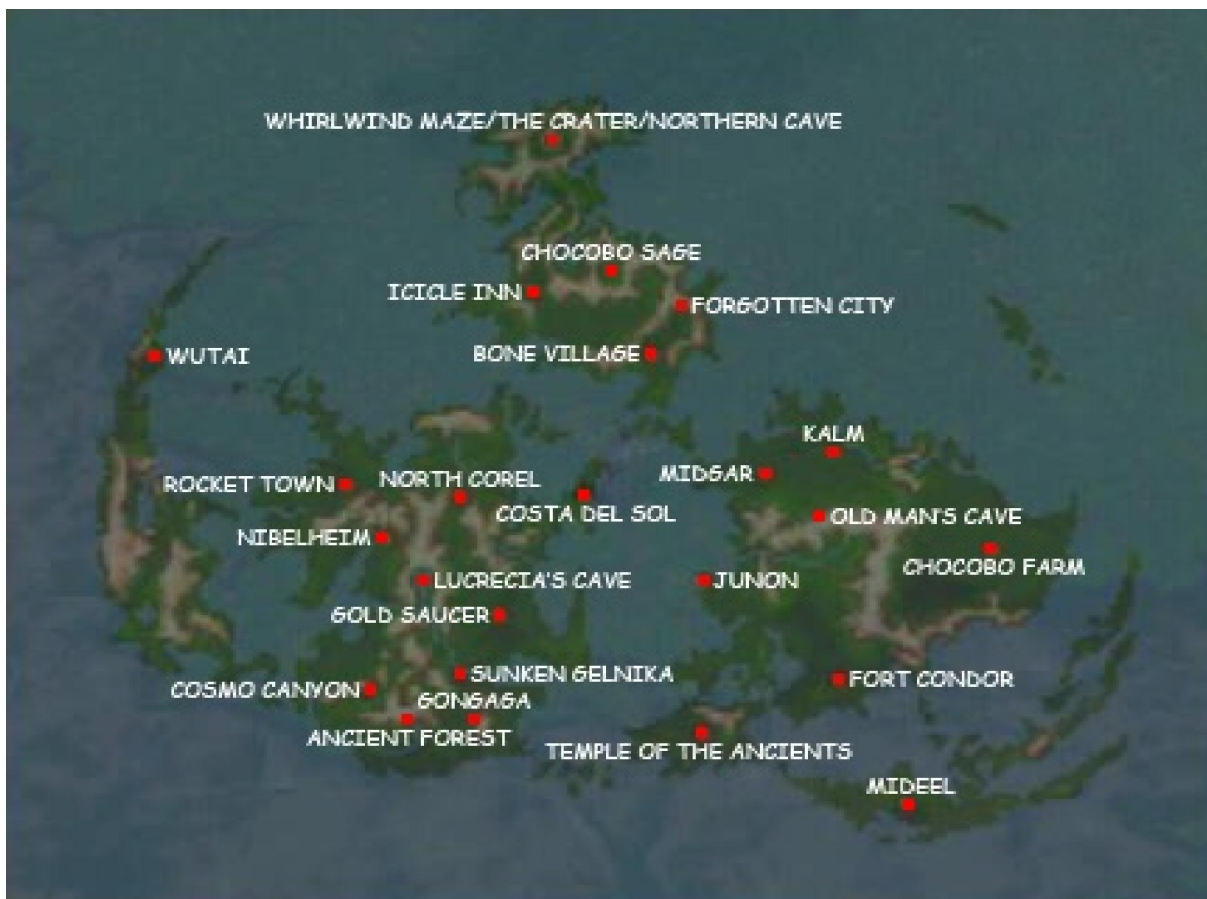 WHIRLWIND MAZE/THE CRATER/NORTHERN CAVE
CHOCOBO SAGE
ICICLE INN
FORGOTTEN CITY
WUTAI
BONE VILLAGE
KALM
MIDGAR
ROCKET TOWN
NORTH COREL
COSTA DEL SOL
OLD MAN'S CAVE
NIBELHEIM
CHOCOBO FARM
LUCRECIA'S CAVE
JUNON
GOLD SAUCER
SUNKEN GELNIKA
FORT CONDOR
COSMO CANYON
GONGAGA
ANCIENT FOREST
TEMPLE OF THE ANCIENTS
MIDEEL